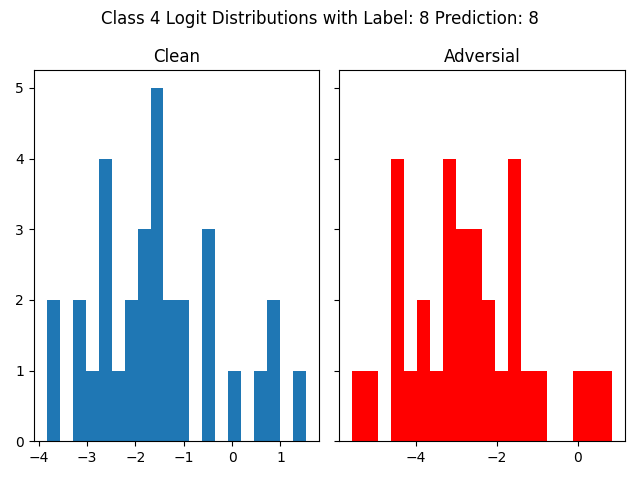 Class 4 Logit Distributions with Label: 8 Prediction: 8
Clean
Adversial
5
4
3
2
1
0
−4 −3 −2 −1 0 1
−4 −2 0